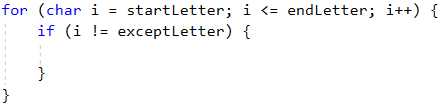 for (char i = startLetter; i <= endLetter; i++) {
    if (i != exceptLetter) {
    }
}